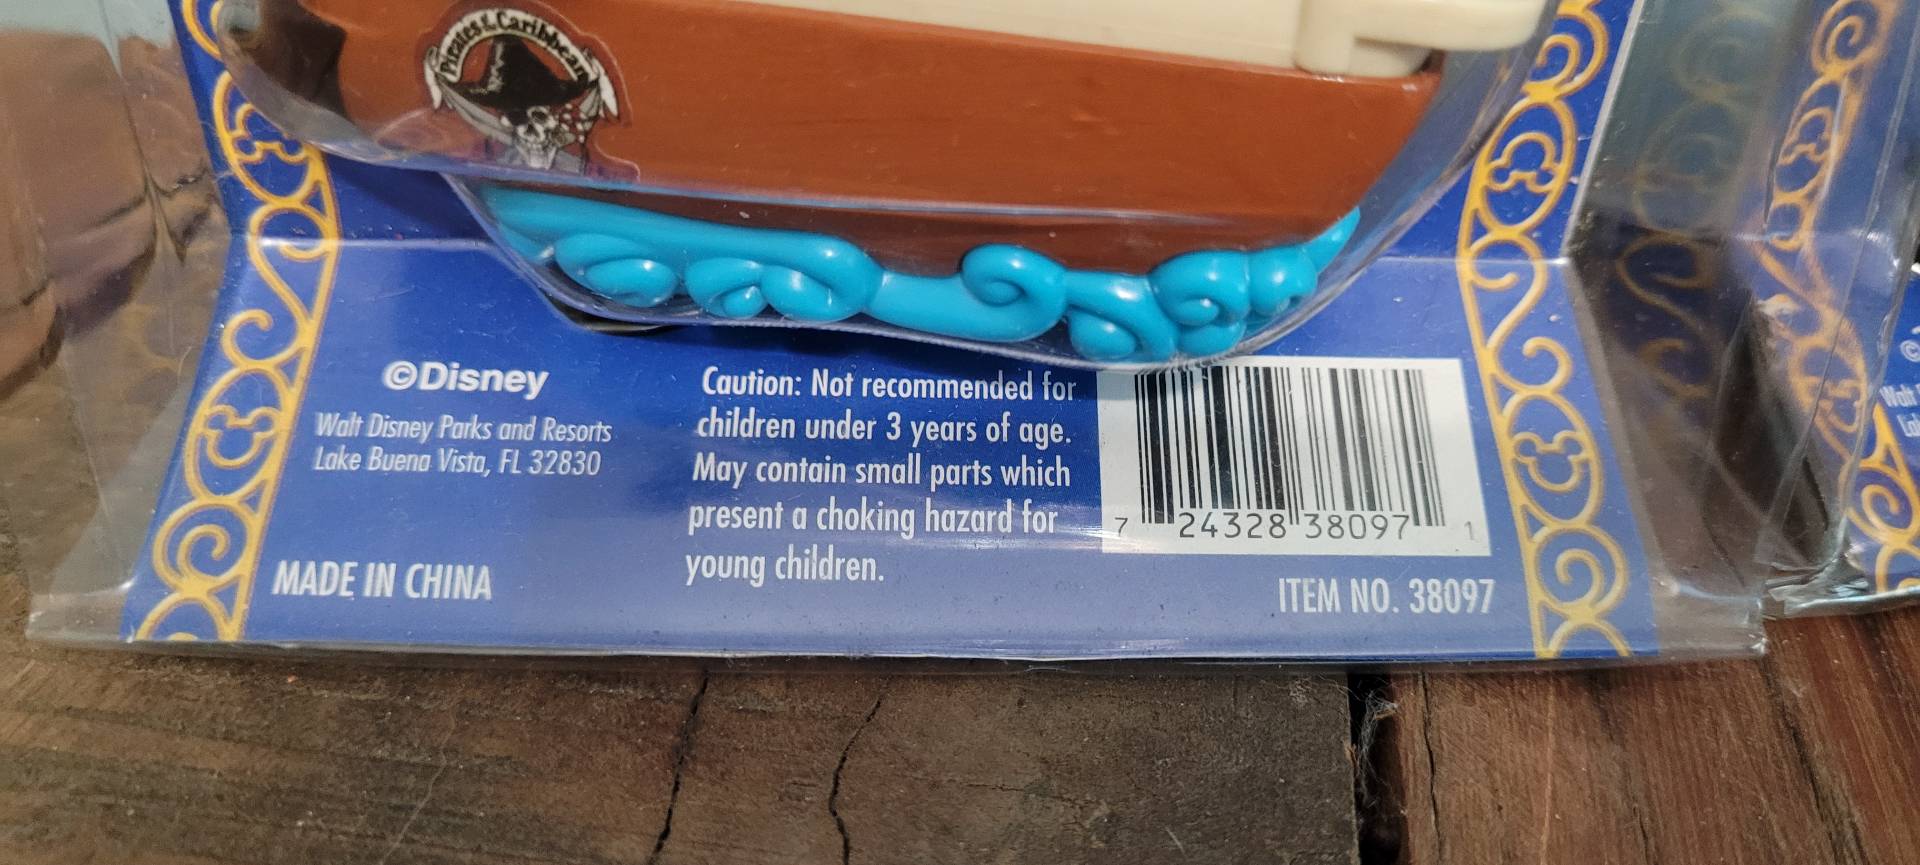 Pirates of the Caribbean
©Disney
Walt Disney Parks and Resorts
Lake Buena Vista, FL 32830
MADE IN CHINA
Caution: Not recommended for
children under 3 years of age.
May contain small parts which
present a choking hazard for
young children.
7 24328 38097 1
ITEM NO. 38097
©
Walt